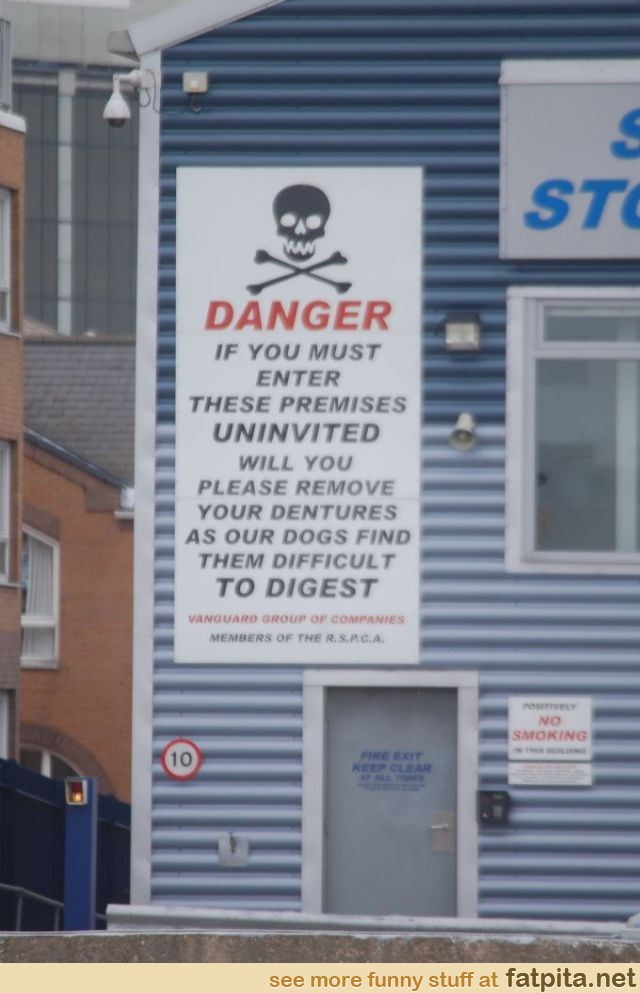 S
STO
DANGER
IF YOU MUST
ENTER
THESE PREMISES
UNINVITED
WILL YOU
PLEASE REMOVE
YOUR DENTURES
AS OUR DOGS FIND
THEM DIFFICULT
TO DIGEST
VANGUARD GROUP OF COMPANIES
MEMBERS OF THE R.S.P.C.A.
POSITIVELY
NO
SMOKING
IN THIS BUILDING
10
FIRE EXIT
KEEP CLEAR
AT ALL TIMES
see more funny stuff at fatpita.net